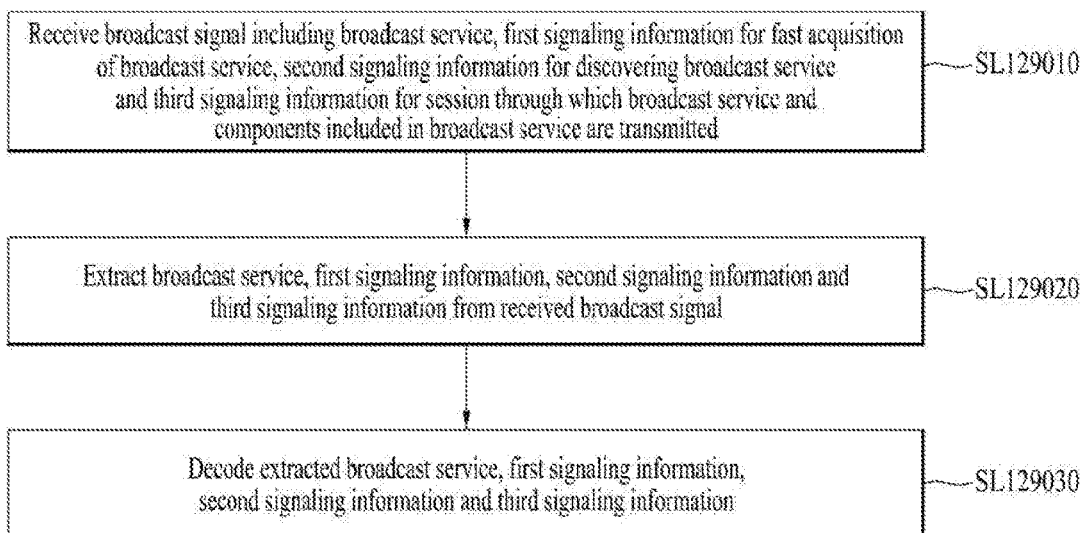 Receive broadcast signal including broadcast service, first signaling information for fast acquisition
of broadcast service, second signaling information for discovering broadcast service
and third signaling information for session through which broadcast service and
components included in broadcast service are transmitted
SL129010
Extract broadcast service, first signaling information, second signaling information and
third signaling information from received broadcast signal
SL129020
Decode extracted broadcast service, first signaling information,
second signaling information and third signaling information
SL129030